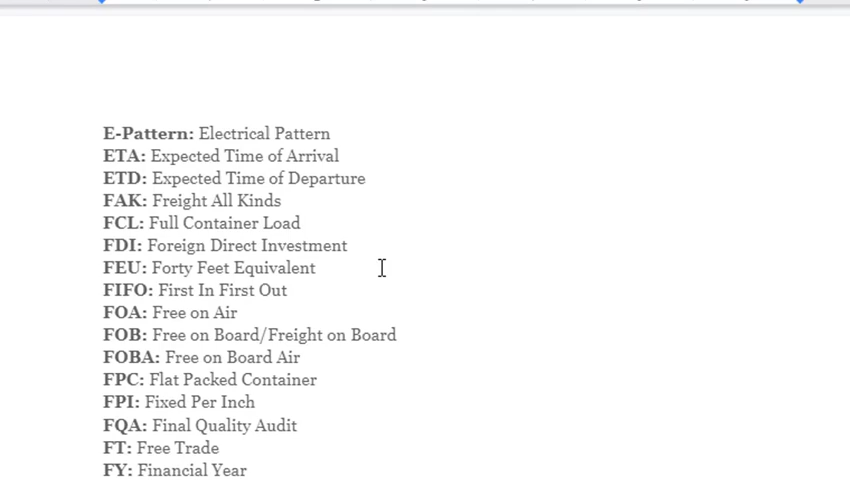 E-Pattern: Electrical Pattern
ETA: Expected Time of Arrival
ETD: Expected Time of Departure
FAK: Freight All Kinds
FCL: Full Container Load
FDI: Foreign Direct Investment
FEU: Forty Feet Equivalent
FIFO: First In First Out
FOA: Free on Air
FOB: Free on Board/Freight on Board
FOBA: Free on Board Air
FPC: Flat Packed Container
FPI: Fixed Per Inch
FQA: Final Quality Audit
FT: Free Trade
FY: Financial Year